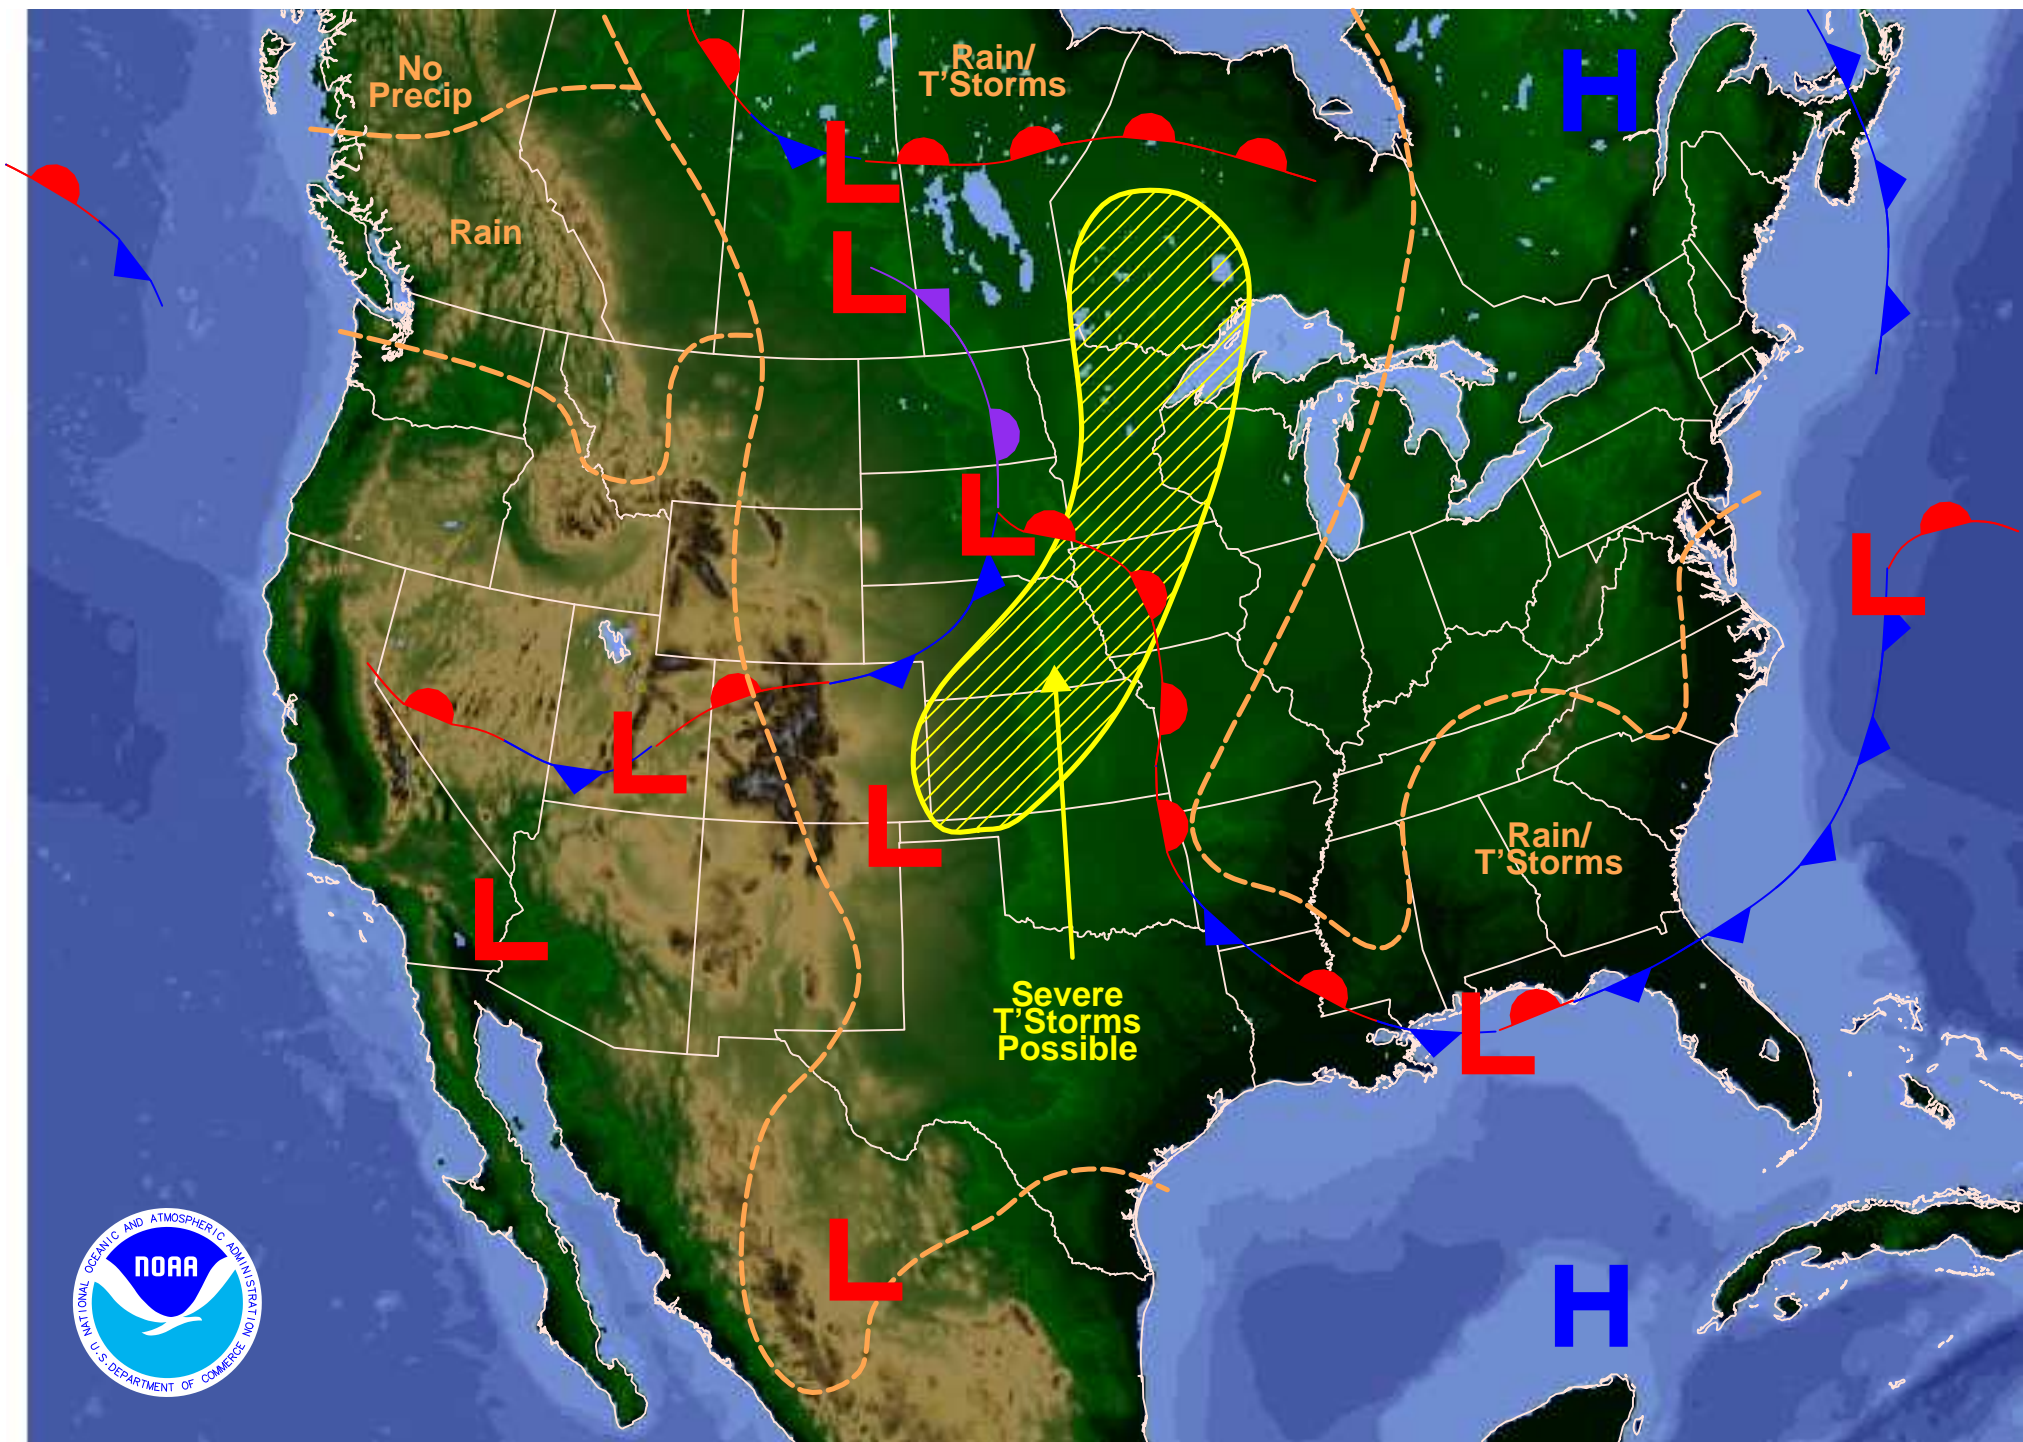 No
Precip
Rain/
T'Storms
H
L
Rain
L
L
L
L
L
Rain/
T'Storms
L
Severe
T'Storms
Possible
L
L
H
NATIONAL OCEANIC AND ATMOSPHERIC ADMINISTRATION
NOAA
U.S. DEPARTMENT OF COMMERCE